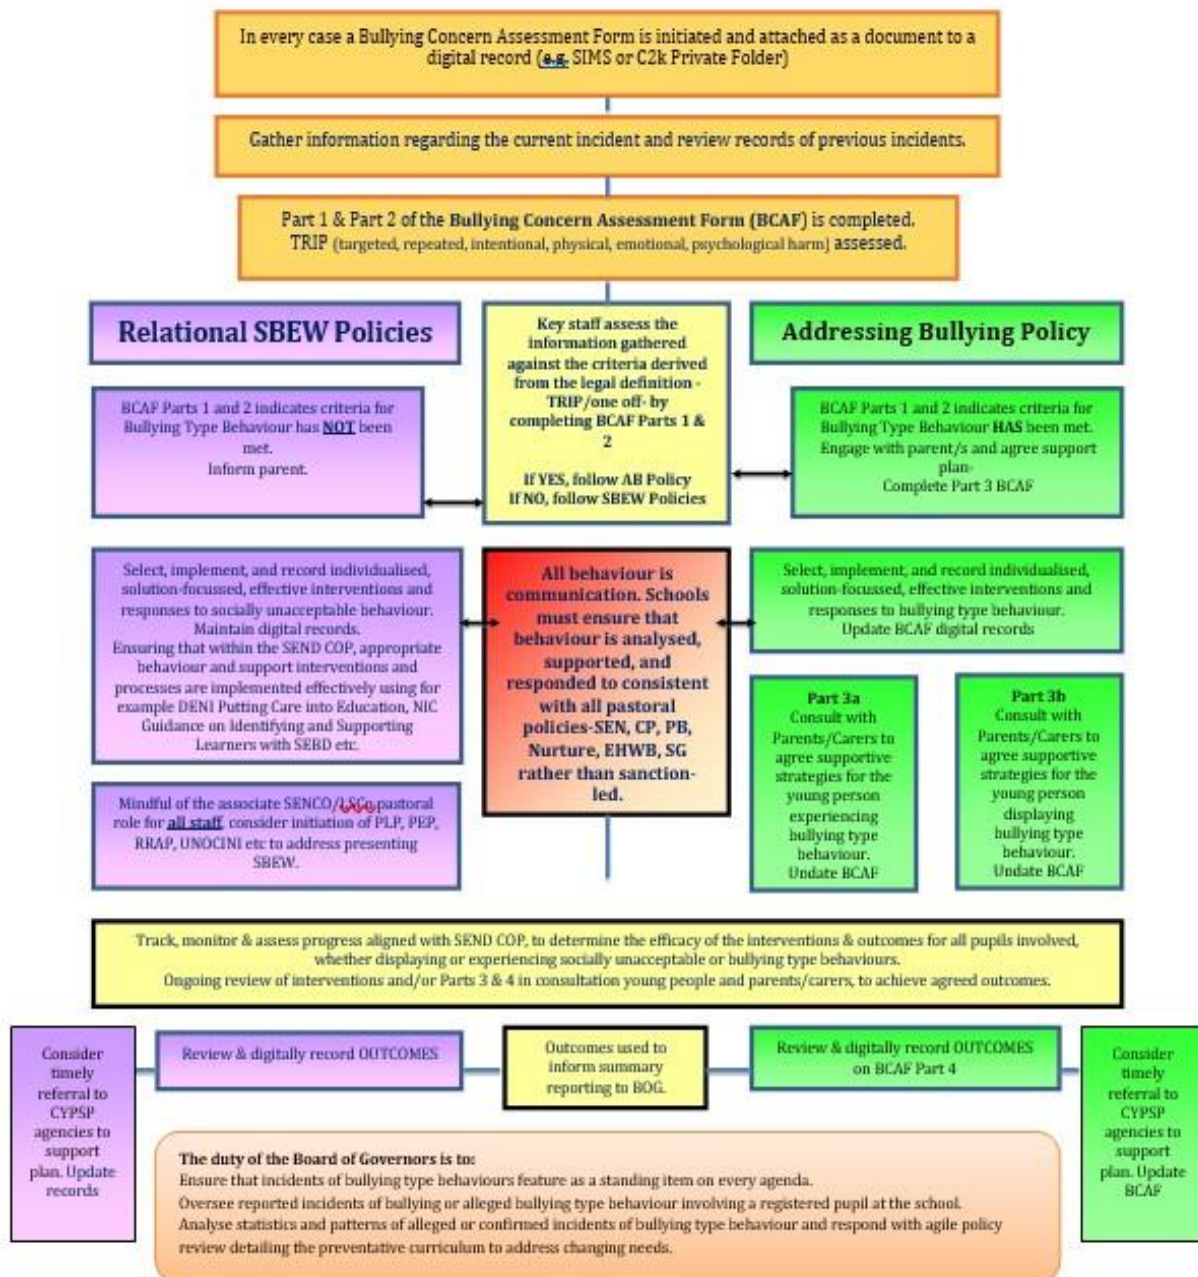 In every case a Bullying Concern Assessment Form is initiated and attached as a document to a
digital record (e.g. SIMS or C2k Private Folder)
Gather information regarding the current incident and review records of previous incidents.
Part 1 & Part 2 of the Bullying Concern Assessment Form (BCAF) is completed.
TRIP (targeted, repeated, intentional, physical, emotional, psychological harm) assessed.
Relational SBEW Policies
BCAF Parts 1 and 2 indicates criteria for
Bullying Type Behaviour has NOT been
met.
Inform parent.
Key staff assess the
information gathered
against the criteria derived
from the legal definition -
TRIP/one off- by
completing BCAF Parts 1 &
2
If YES, follow AB Policy
If NO, follow SBEW Policies
Addressing Bullying Policy
BCAF Parts 1 and 2 indicates criteria for
Bullying Type Behaviour HAS been met.
Engage with parent/s and agree support
plan-
Complete Part 3 BCAF
Select, implement, and record individualised,
solution-focussed, effective interventions and
responses to socially unacceptable behaviour.
Maintain digital records.
Ensuring that within the SEND COP, appropriate
behaviour and support interventions and
processes are implemented effectively using for
example DENI Putting Care into Education, NIC
Guidance on Identifying and Supporting
Learners with SEBD etc.
All behaviour is
communication. Schools
must ensure that
behaviour is analysed,
supported, and
responded to consistent
with all pastoral
policies-SEN, CP, PB,
Nurture, EHWB, SG
rather than sanction-
led.
Select, implement, and record individualised,
solution-focussed, effective interventions and
responses to bullying type behaviour.
Update BCAF digital records
Mindful of the associate SENCO/LSCo pastoral
role for all staff, consider initiation of PLP, PEP,
RRAP, UNOCINI etc to address presenting
SBEW.
Part 3a
Consult with
Parents/Carers to
agree supportive
strategies for the
young person
experiencing
bullying type
behaviour.
Update BCAF
Part 3b
Consult with
Parents/Carers to
agree supportive
strategies for the
young person
displaying
bullying type
behaviour.
Update BCAF
Track, monitor & assess progress aligned with SEND COP, to determine the efficacy of the interventions & outcomes for all pupils involved,
whether displaying or experiencing socially unacceptable or bullying type behaviours.
Ongoing review of interventions and/or Parts 3 & 4 in consultation young people and parents/carers, to achieve agreed outcomes.
Consider
timely
referral to
CYPSP
agencies to
support
plan. Update
records
Review & digitally record OUTCOMES
Outcomes used to
inform summary
reporting to BOG.
Review & digitally record OUTCOMES
on BCAF Part 4
Consider
timely
referral to
CYPSP
agencies to
support
plan. Update
BCAF
The duty of the Board of Governors is to:
Ensure that incidents of bullying type behaviours feature as a standing item on every agenda.
Oversee reported incidents of bullying or alleged bullying type behaviour involving a registered pupil at the school.
Analyse statistics and patterns of alleged or confirmed incidents of bullying type behaviour and respond with agile policy
review detailing the preventative curriculum to address changing needs.